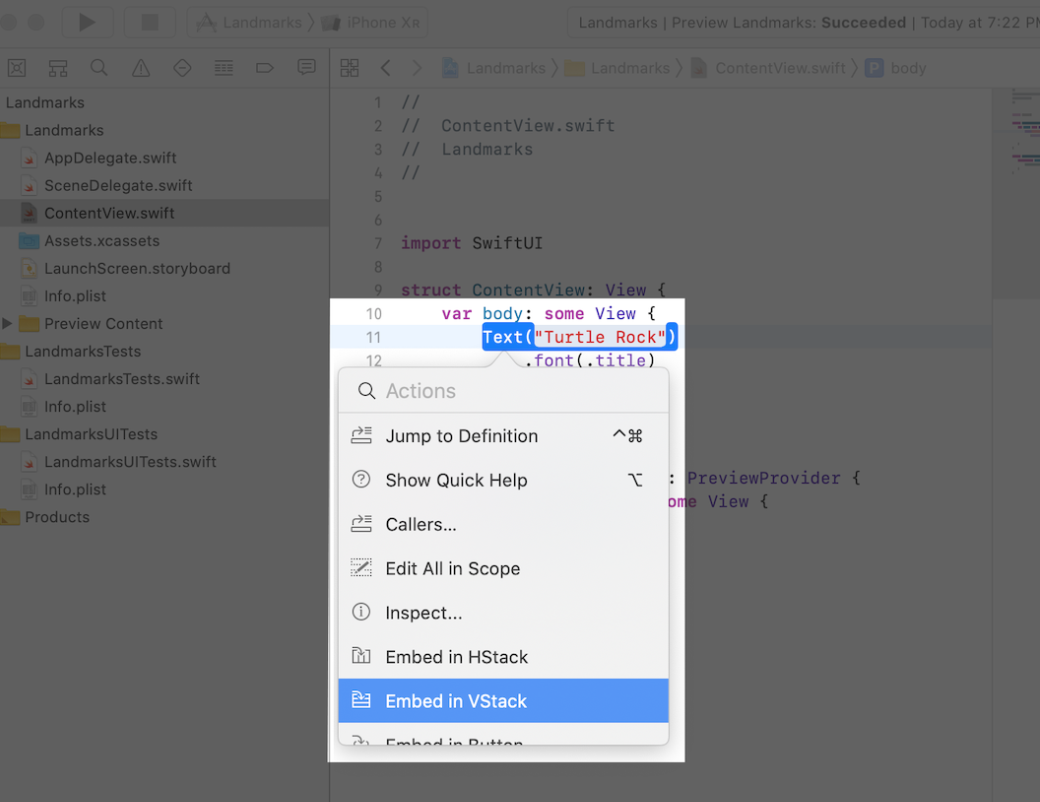 Landmarks 〉 iPhone Xʀ
Landmarks | Preview Landmarks: Succeeded | Today at 7:22 PM
Landmarks 〉 Landmarks 〉 ContentView.swift 〉 P body
Landmarks
Landmarks
AppDelegate.swift
SceneDelegate.swift
ContentView.swift
Assets.xcassets
LaunchScreen.storyboard
Info.plist
Preview Content
LandmarksTests
LandmarksTests.swift
Info.plist
LandmarksUITests
LandmarksUITests.swift
Info.plist
Products
1 //
2 //  ContentView.swift
3 //  Landmarks
4 //
5
6
7 import SwiftUI
8
9 struct ContentView: View {
10 var body: some View {
11 Text("Turtle Rock")
12 .font(.title)
: PreviewProvider {
ome View {
Actions
Jump to Definition ^⌘
Show Quick Help ⌥
Callers...
Edit All in Scope
Inspect...
Embed in HStack
Embed in VStack
Embed in Button